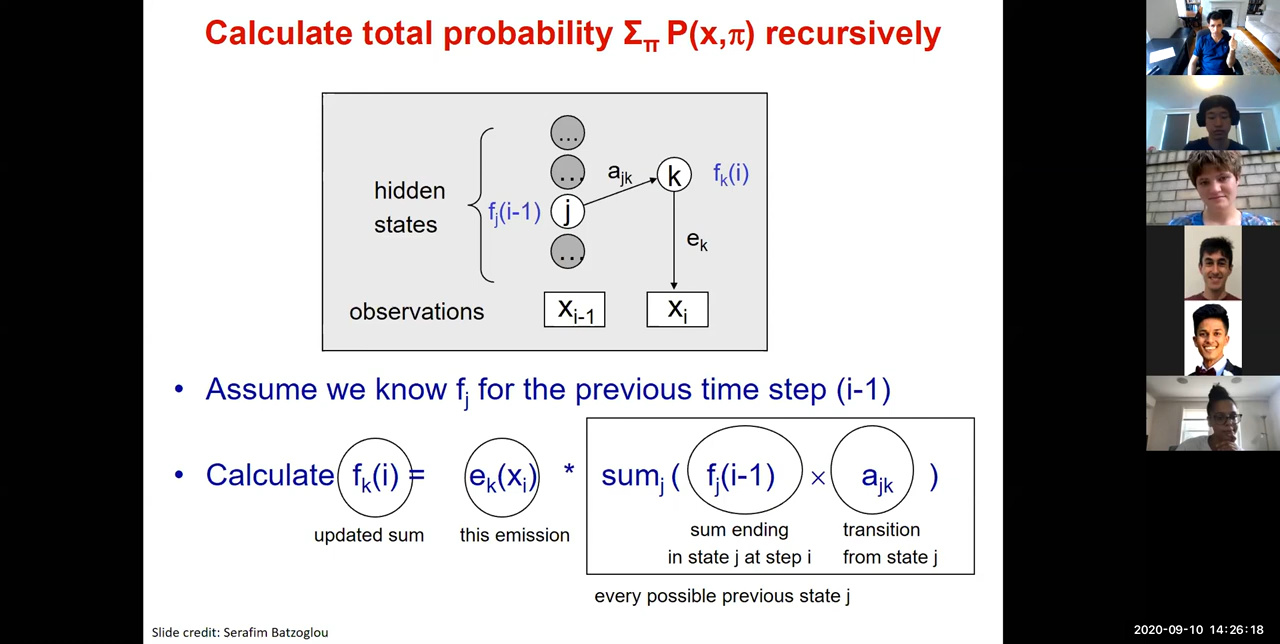 Calculate total probability Σπ P(x,π) recursively
...
...
ajk
k
fk(i)
hidden
states
fj(i-1)
j
ek
...
observations
xi-1
xi
• Assume we know fj for the previous time step (i-1)
• Calculate fk(i) = ek(xi) * sumj ( fj(i-1) × ajk )
updated sum
this emission
sum ending
in state j at step i
transition
from state j
every possible previous state j
Slide credit: Serafim Batzoglou
2020-09-10 14:26:18